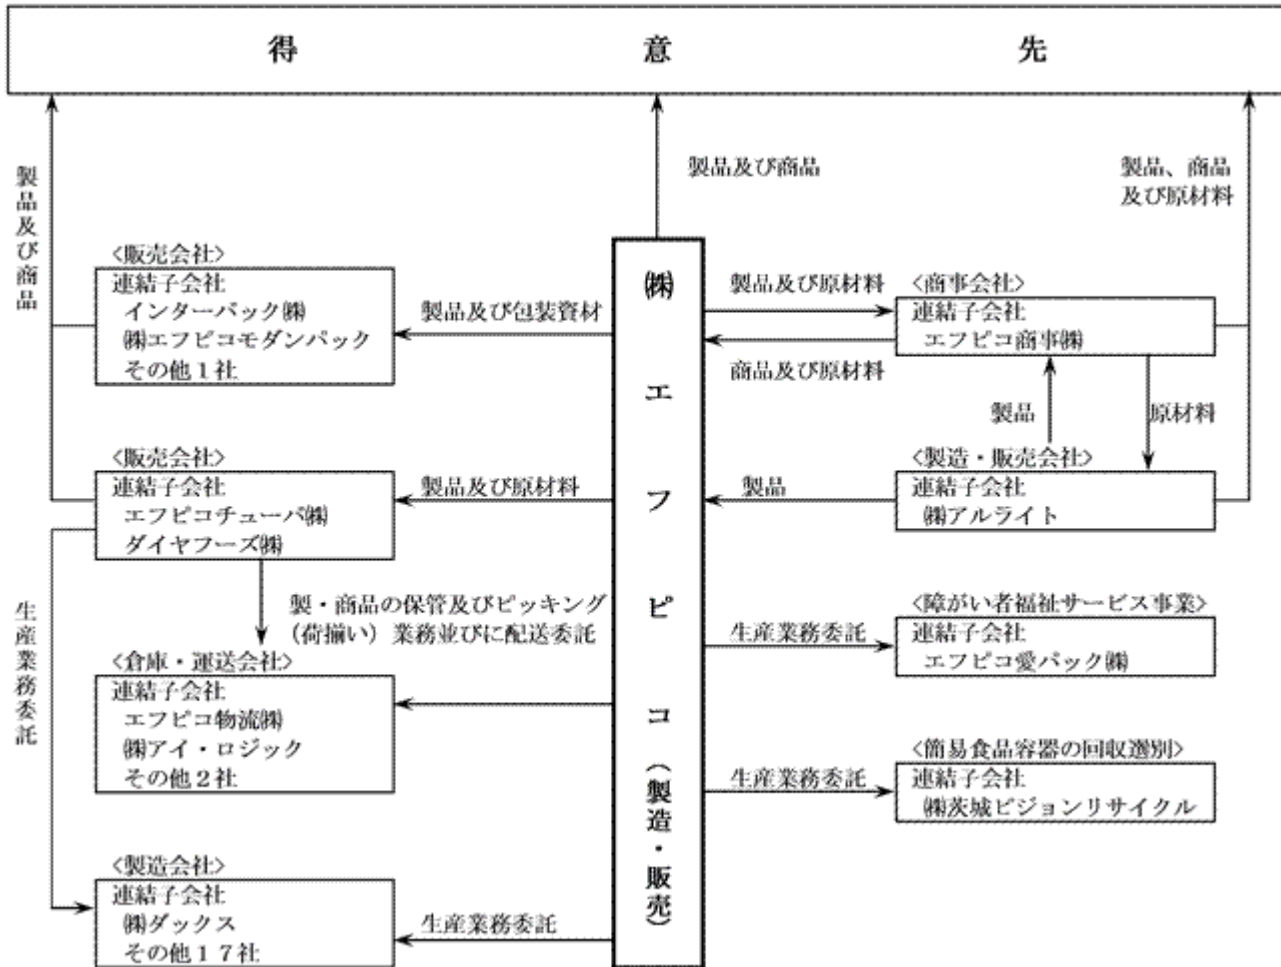 得意先
製品及び商品
製品及び商品
製品、商品
及び原材料
<販売会社>
連結子会社
インターパック㈱
㈱エフピコモダンパック
その他１社
製品及び包装資材
㈱エフピコ（製造・販売）
製品及び原材料
商品及び原材料
<商事会社>
連結子会社
エフピコ商事㈱
製品
原材料
<販売会社>
連結子会社
エフピコチューパ㈱
ダイヤフーズ㈱
製品及び原材料
製品
<製造・販売会社>
連結子会社
㈱アルライト
生産業務委託
製・商品の保管及びピッキング
（荷揃い）業務並びに配送委託
<倉庫・運送会社>
連結子会社
エフピコ物流㈱
㈱アイ・ロジック
その他２社
生産業務委託
<障がい者福祉サービス事業>
連結子会社
エフピコ愛パック㈱
生産業務委託
<簡易食品容器の回収選別>
連結子会社
㈱茨城ピジョンリサイクル
<製造会社>
連結子会社
㈱ダックス
その他１７社
生産業務委託